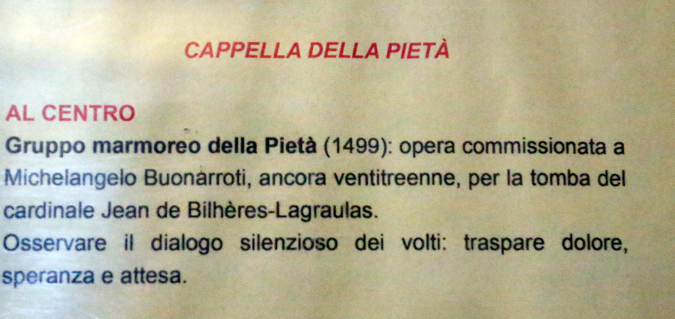 CAPPELLA DELLA PIETÀ
AL CENTRO
Gruppo marmoreo della Pietà (1499): opera commissionata a
Michelangelo Buonarroti, ancora ventitreenne, per la tomba del
cardinale Jean de Bilhères-Lagraulas.
Osservare il dialogo silenzioso dei volti: traspare dolore,
speranza e attesa.